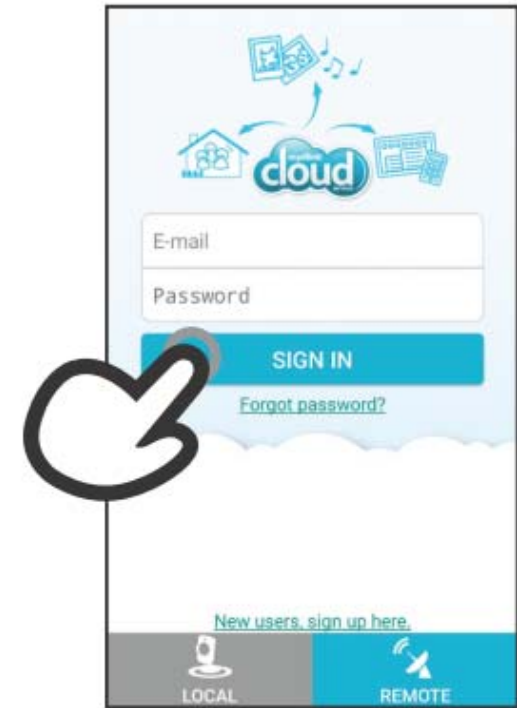 cloud
E-mail
Password
SIGN IN
Forgot password?
New users, sign up here.
LOCAL
REMOTE